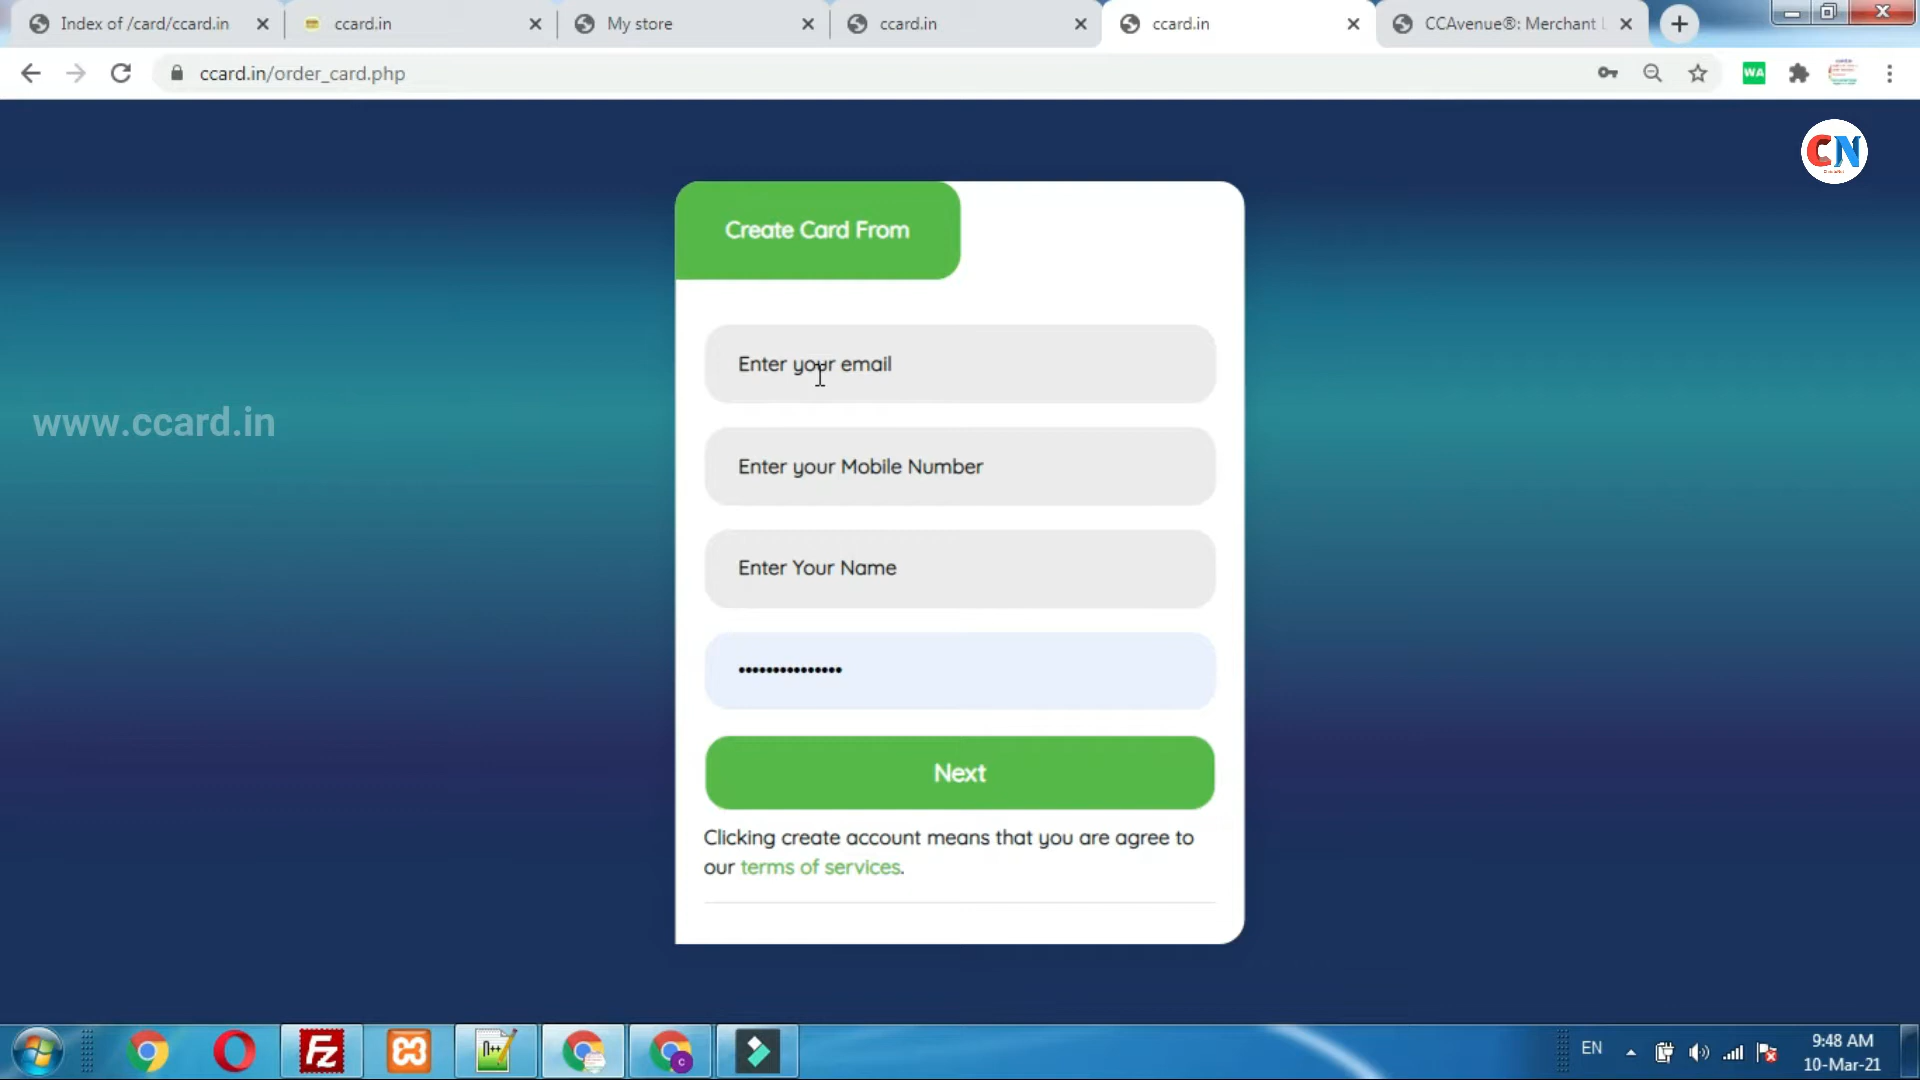 Index of /card/ccard.in
ccard.in
My store
ccard.in
ccard.in
CCAvenue®: Merchant
ccard.in/order_card.php
WA
CN
Create Card From
Enter your email
www.ccard.in
Enter your Mobile Number
Enter Your Name
Next
Clicking create account means that you are agree to
our terms of services.
EN
9:48 AM
10-Mar-21